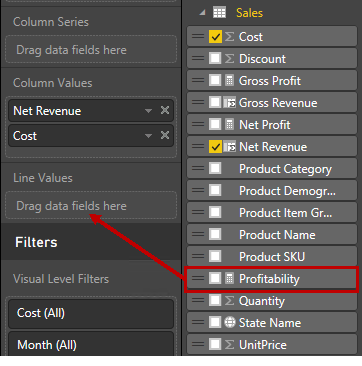 Column Series
Drag data fields here
Column Values
Net Revenue
Cost
Line Values
Drag data fields here
Filters
Visual Level Filters
Cost (All)
Month (All)
Sales
Cost
Discount
Gross Profit
Gross Revenue
Net Profit
Net Revenue
Product Category
Product Demogr...
Product Item Gr...
Product Name
Product SKU
Profitability
Quantity
State Name
UnitPrice